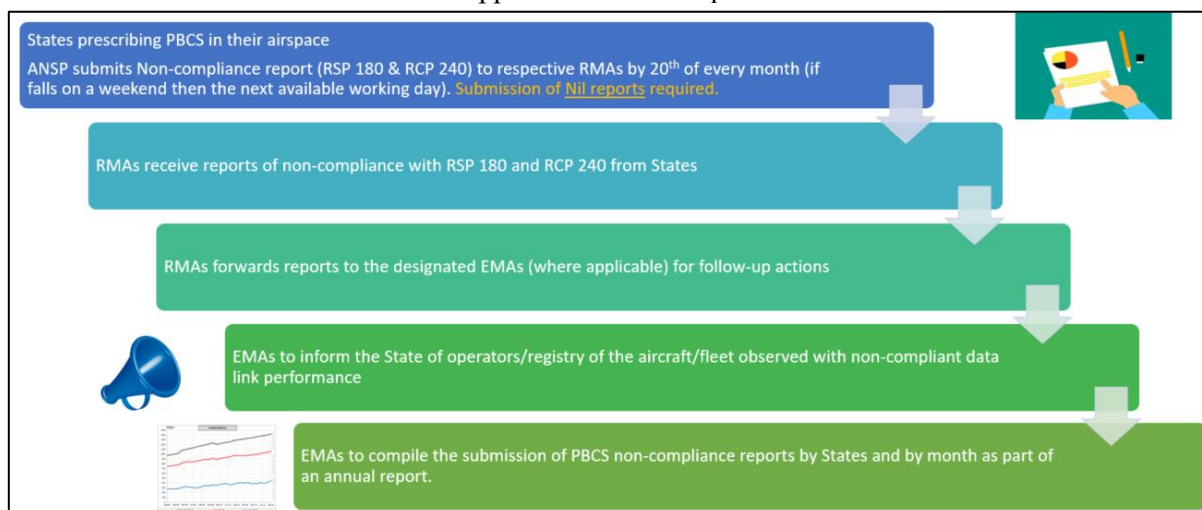 States prescribing PBCS in their airspace
ANSP submits Non-compliance report (RSP 180 & RCP 240) to respective RMAs by 20th of every month (if
falls on a weekend then the next available working day). Submission of Nil reports required.
RMAs receive reports of non-compliance with RSP 180 and RCP 240 from States
RMAs forwards reports to the designated EMAs (where applicable) for follow-up actions
EMAs to inform the State of operators/registry of the aircraft/fleet observed with non-compliant data
link performance
EMAs to compile the submission of PBCS non-compliance reports by States and by month as part of
an annual report.